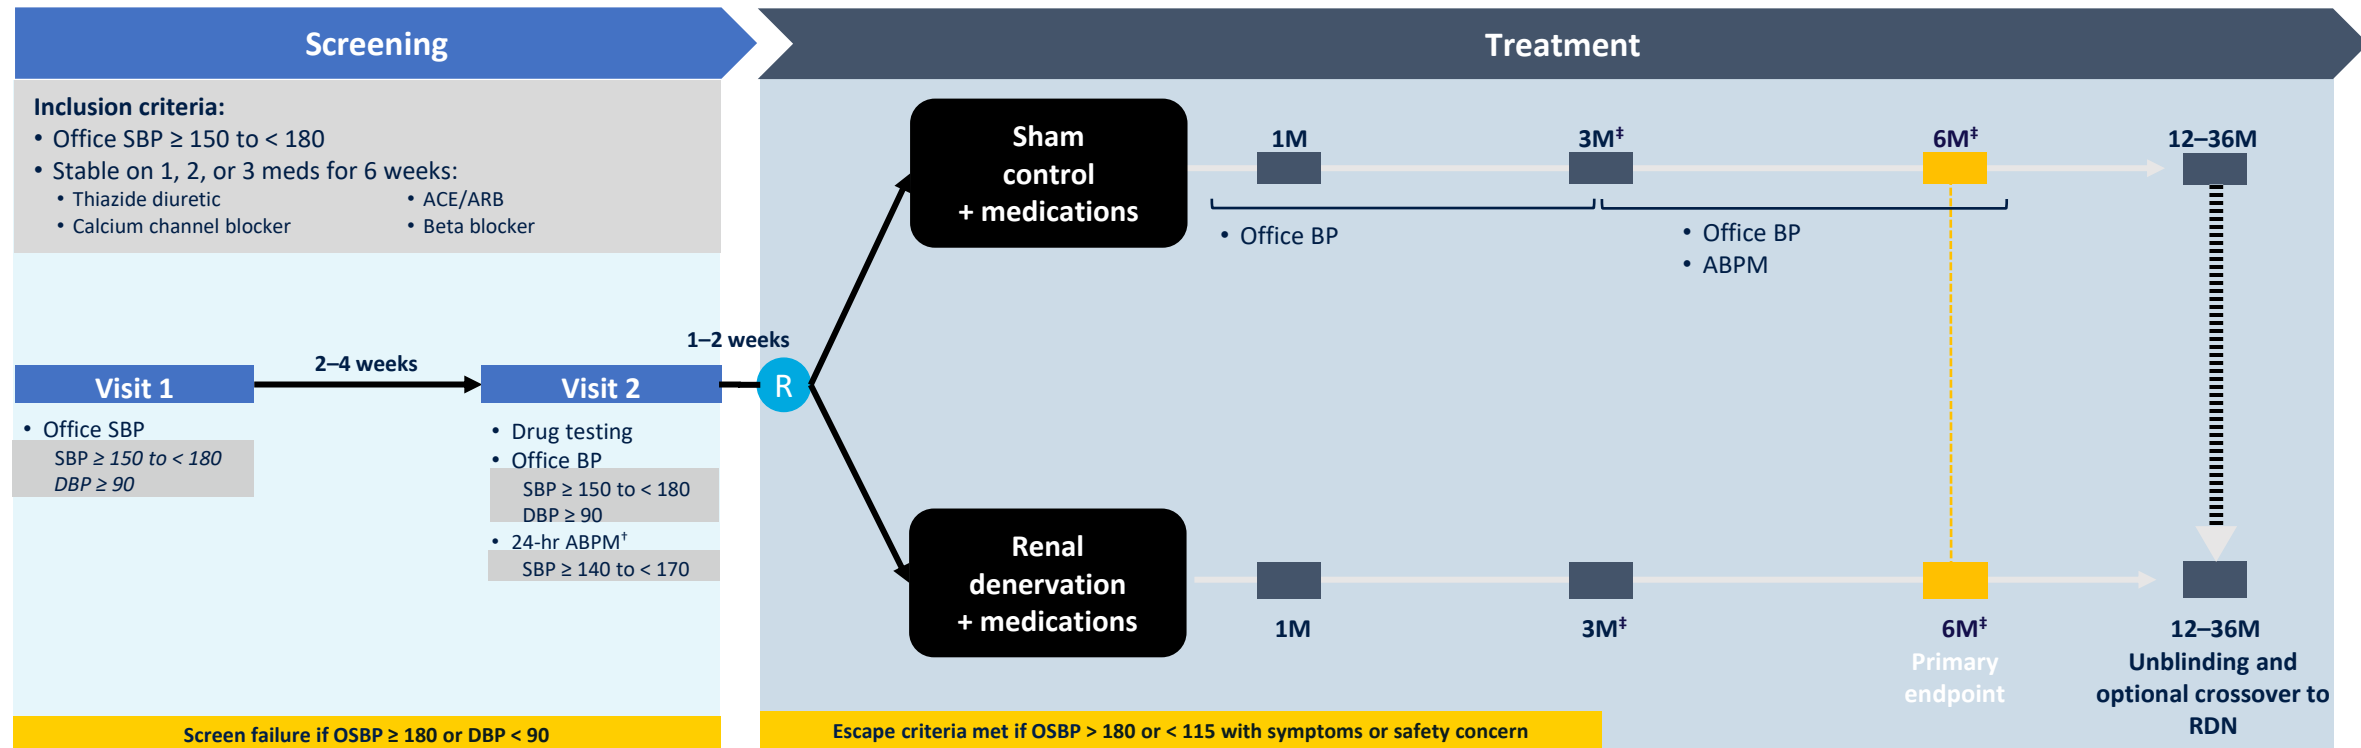 Screening
Treatment
Inclusion criteria:
• Office SBP ≥ 150 to < 180
• Stable on 1, 2, or 3 meds for 6 weeks:
• Thiazide diuretic
• ACE/ARB
• Calcium channel blocker
• Beta blocker
Visit 1
2–4 weeks
Visit 2
1–2 weeks
R
• Office SBP
SBP ≥ 150 to < 180
DBP ≥ 90
• Drug testing
• Office BP
SBP ≥ 150 to < 180
DBP ≥ 90
• 24-hr ABPM†
SBP ≥ 140 to < 170
Screen failure if OSBP ≥ 180 or DBP < 90
Sham
control
+ medications
1M
3M‡
6M‡
12–36M
• Office BP
• Office BP
• ABPM
Renal
denervation
+ medications
1M
3M‡
6M‡
Primary
endpoint
12–36M
Unblinding and
optional crossover to
RDN
Escape criteria met if OSBP > 180 or < 115 with symptoms or safety concern